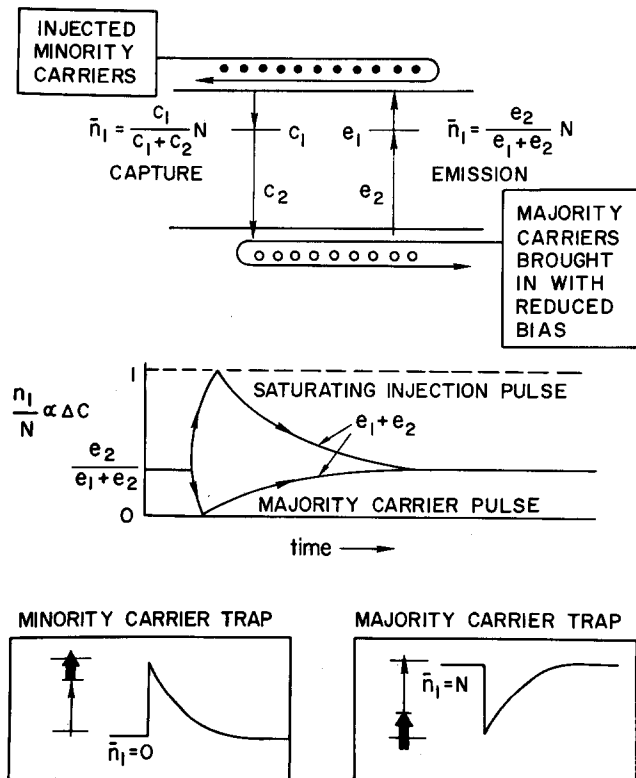 INJECTED
MINORITY
CARRIERS
n̄₁ = c₁/(c₁+c₂) N
c₁
e₁
n̄₁ = e₂/(e₁+e₂) N
CAPTURE
EMISSION
c₂
e₂
MAJORITY
CARRIERS
BROUGHT
IN WITH
REDUCED
BIAS
1
SATURATING INJECTION PULSE
n₁/N ∝ ΔC
e₁+e₂
e₂/(e₁+e₂)
MAJORITY CARRIER PULSE
0
time
MINORITY CARRIER TRAP
MAJORITY CARRIER TRAP
n̄₁=0
n̄₁=N